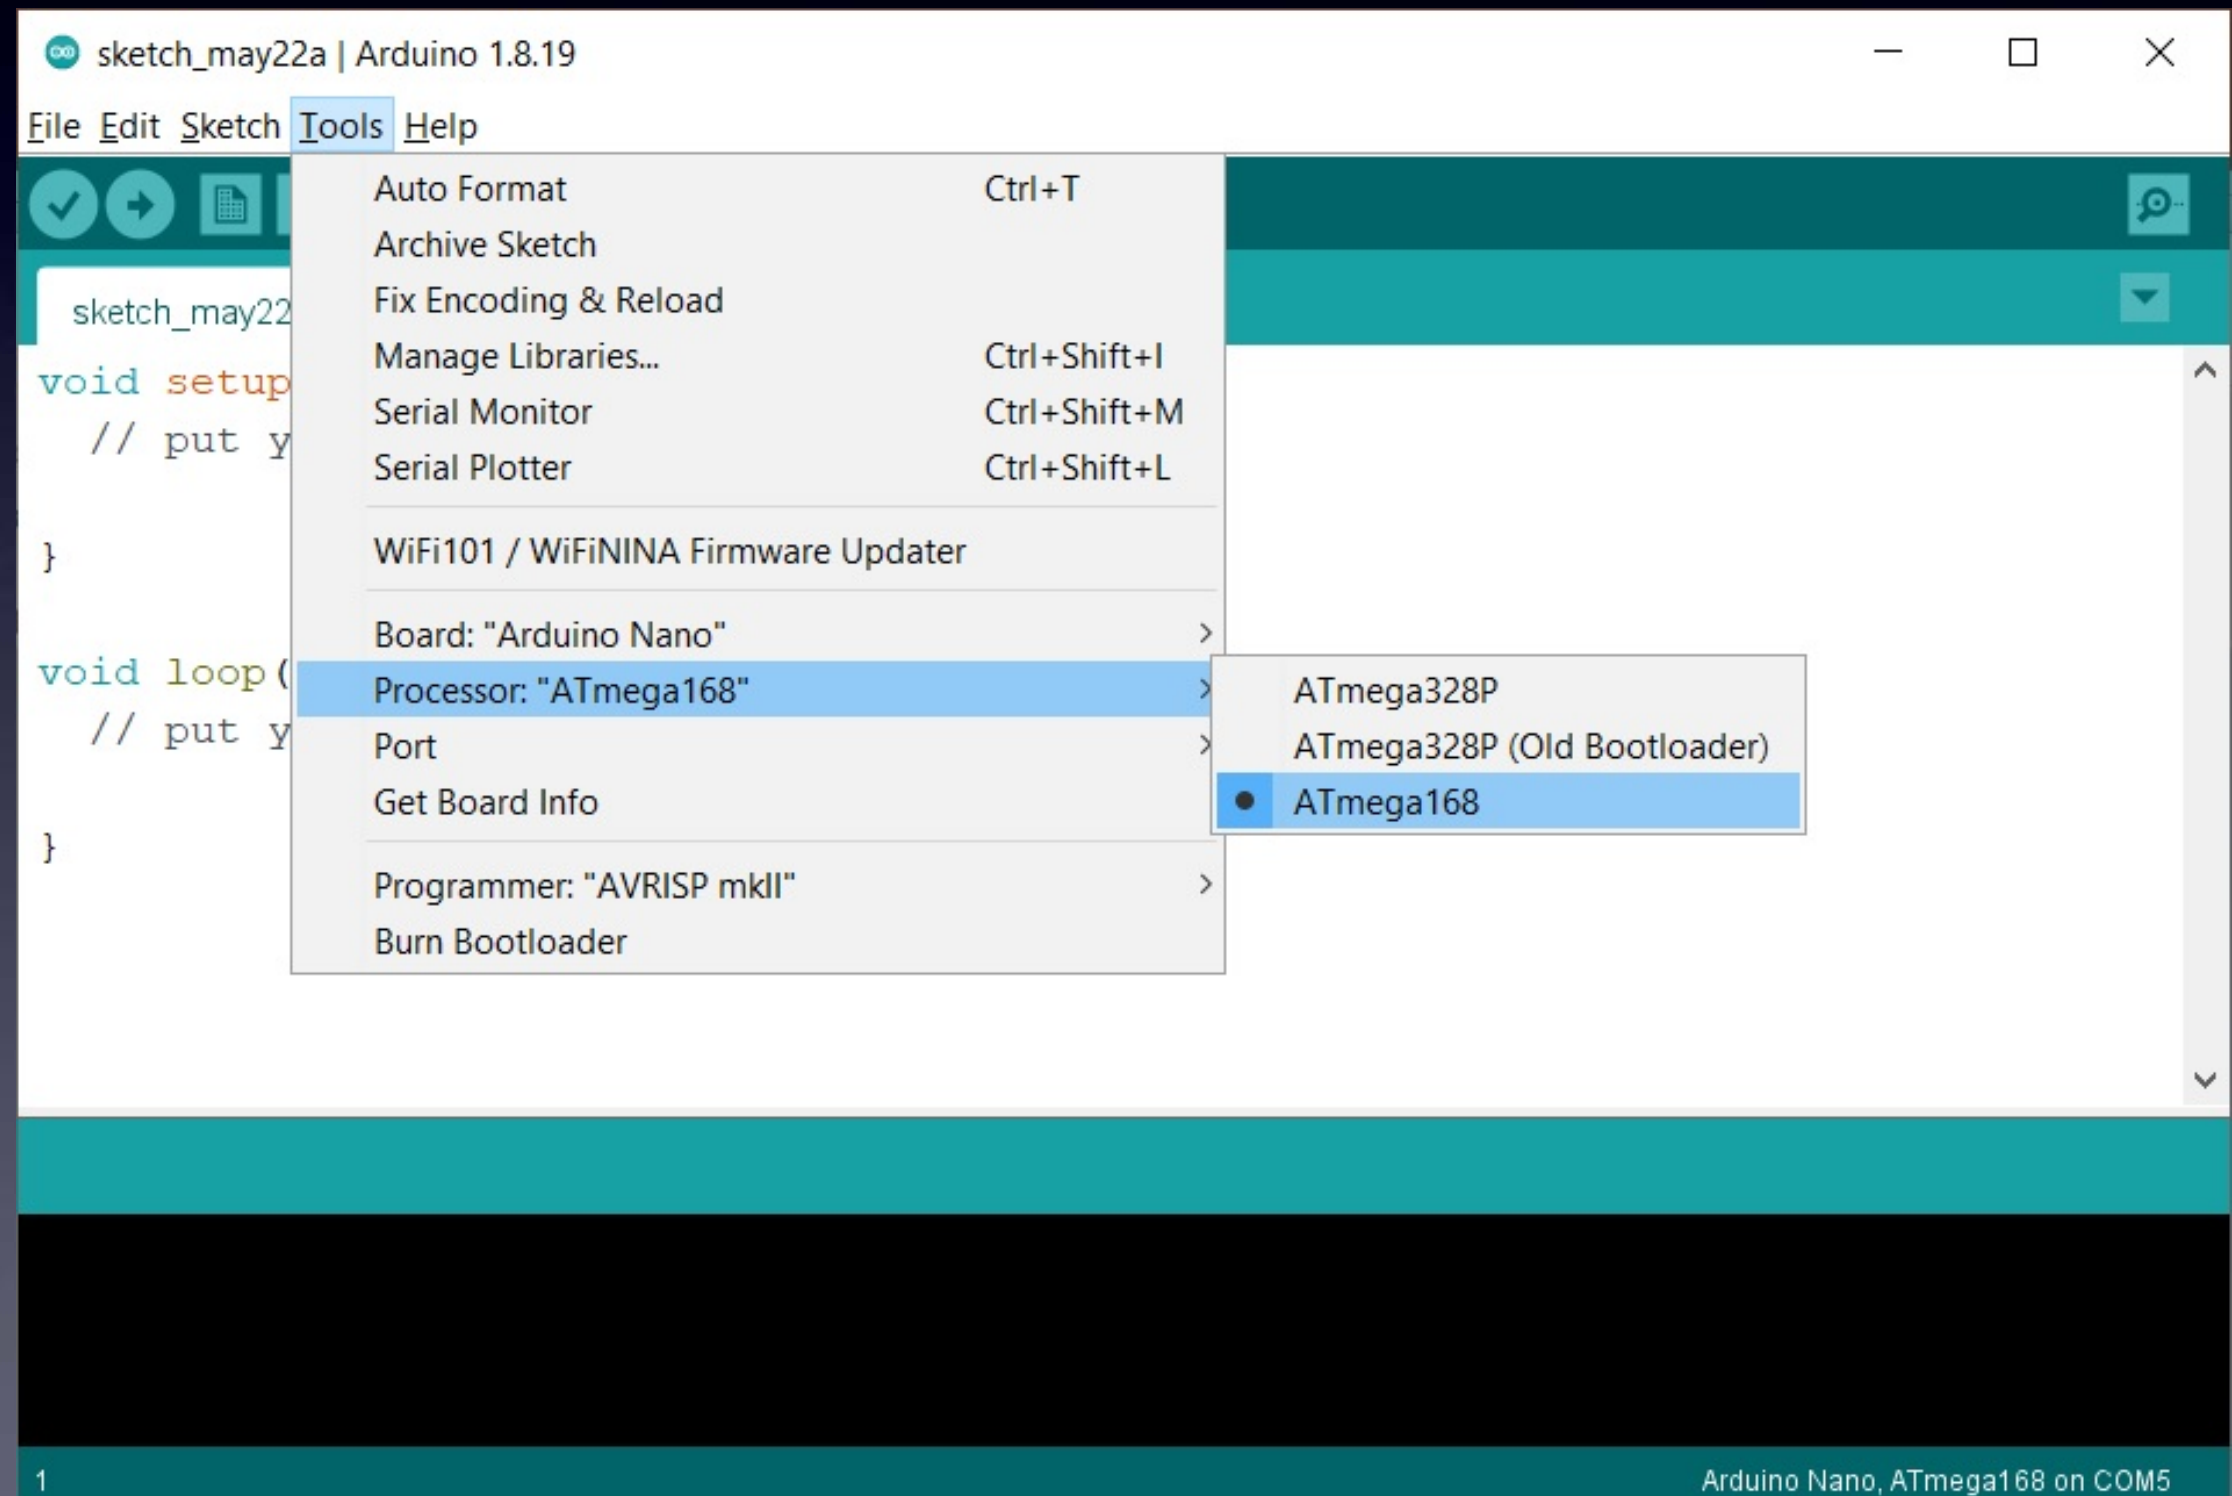 sketch_may22a | Arduino 1.8.19
File Edit Sketch Tools Help
sketch_may22
void setup
// put y
}
void loop(
// put y
}
Auto Format Ctrl+T
Archive Sketch
Fix Encoding & Reload
Manage Libraries... Ctrl+Shift+I
Serial Monitor Ctrl+Shift+M
Serial Plotter Ctrl+Shift+L
WiFi101 / WiFiNINA Firmware Updater
Board: "Arduino Nano"
Processor: "ATmega168"
Port
Get Board Info
Programmer: "AVRISP mkII"
Burn Bootloader
ATmega328P
ATmega328P (Old Bootloader)
ATmega168
1 Arduino Nano, ATmega168 on COM5